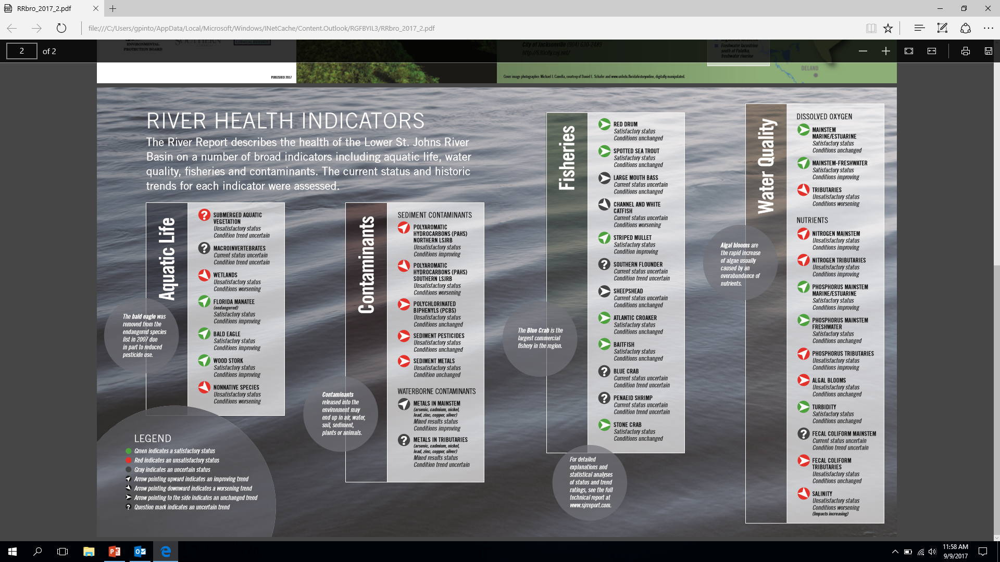 RRbro_2017_2.pdf
file:///C:/Users/gpinto/AppData/Local/Microsoft/Windows/INetCache/Content.Outlook/RGFBYIL3/RRbro_2017_2.pdf
2 of 2
ENVIRONMENTAL
PROTECTION BOARD
SOUTHERN
City of Jacksonville (904) 630-2489
http://630city.coj.net/
Freshwater lacustrine
south of Palatka,
freshwater riverine
DELAND
PUBLISHED 2017
Cover image photographer: Michael J. Canella, courtesy of Daniel L. Schafer and www.unf.edu/floridahistoryonline, digitally manipulated.
RIVER HEALTH INDICATORS
The River Report describes the health of the Lower St. Johns River
Basin on a number of broad indicators including aquatic life, water
quality, fisheries and contaminants. The current status and historic
trends for each indicator were assessed.
Aquatic Life
SUBMERGED AQUATIC
VEGETATION
Unsatisfactory status
Condition trend uncertain
MACROINVERTEBRATES
Current status uncertain
Condition trend uncertain
WETLANDS
Unsatisfactory status
Conditions worsening
FLORIDA MANATEE
(endangered)
Satisfactory status
Conditions improving
BALD EAGLE
Satisfactory status
Conditions improving
WOOD STORK
Satisfactory status
Conditions improving
NONNATIVE SPECIES
Unsatisfactory status
Conditions worsening
The bald eagle was
removed from the
endangered species
list in 2007 due
in part to reduced
pesticide use.
LEGEND
Green indicates a satisfactory status
Red indicates an unsatisfactory status
Gray indicates an uncertain status
Arrow pointing upward indicates an improving trend
Arrow pointing downward indicates a worsening trend
Arrow pointing to the side indicates an unchanged trend
? Question mark indicates an uncertain trend
Contaminants
SEDIMENT CONTAMINANTS
POLYAROMATIC
HYDROCARBONS (PAHS)
NORTHERN LSJRB
Unsatisfactory status
Conditions improving
POLYAROMATIC
HYDROCARBONS (PAHS)
SOUTHERN LSJRB
Unsatisfactory status
Conditions worsening
POLYCHLORINATED
BIPHENYLS (PCBS)
Unsatisfactory status
Conditions unchanged
SEDIMENT PESTICIDES
Unsatisfactory status
Conditions unchanged
SEDIMENT METALS
Unsatisfactory status
Condition unchanged
WATERBORNE CONTAMINANTS
METALS IN MAINSTEM
(arsenic, cadmium, nickel,
lead, zinc, copper, silver)
Mixed results status
Conditions improving
METALS IN TRIBUTARIES
(arsenic, cadmium, nickel,
lead, zinc, copper, silver)
Mixed results status
Condition trend uncertain
Contaminants
released into the
environment may
end up in air, water,
soil, sediment,
plants or animals.
Fisheries
RED DRUM
Satisfactory status
Conditions unchanged
SPOTTED SEA TROUT
Satisfactory status
Conditions unchanged
LARGE MOUTH BASS
Current status uncertain
Conditions unchanged
CHANNEL AND WHITE
CATFISH
Current status uncertain
Conditions worsening
STRIPED MULLET
Satisfactory status
Condition improving
SOUTHERN FLOUNDER
Current status uncertain
Condition trend uncertain
SHEEPSHEAD
Current status uncertain
Conditions unchanged
ATLANTIC CROAKER
Satisfactory status
Conditions unchanged
BAITFISH
Satisfactory status
Conditions unchanged
BLUE CRAB
Current status uncertain
Condition trend uncertain
PENAEID SHRIMP
Current status uncertain
Condition trend uncertain
STONE CRAB
Satisfactory status
Conditions unchanged
The Blue Crab is the
largest commercial
fishery in the region.
For detailed
explanations and
statistical analyses
of status and trend
ratings, see the full
technical report at
www.sjrreport.com.
Water Quality
DISSOLVED OXYGEN
MAINSTEM
MARINE/ESTUARINE
Satisfactory status
Conditions unchanged
MAINSTEM-FRESHWATER
Satisfactory status
Conditions improving
TRIBUTARIES
Unsatisfactory status
Conditions worsening
NUTRIENTS
NITROGEN MAINSTEM
Unsatisfactory status
Conditions improving
NITROGEN TRIBUTARIES
Unsatisfactory status
Conditions improving
PHOSPHORUS MAINSTEM
MARINE/ESTUARINE
Satisfactory status
Conditions improving
PHOSPHORUS MAINSTEM
FRESHWATER
Satisfactory status
Conditions unchanged
PHOSPHORUS TRIBUTARIES
Unsatisfactory status
Conditions improving
ALGAL BLOOMS
Unsatisfactory status
Conditions unchanged
TURBIDITY
Satisfactory status
Conditions unchanged
FECAL COLIFORM MAINSTEM
Current status uncertain
Condition trend uncertain
FECAL COLIFORM
TRIBUTARIES
Unsatisfactory status
Conditions unchanged
SALINITY
Unsatisfactory status
Conditions worsening
(Impacts increasing)
Algal blooms are
the rapid increase
of algae usually
caused by an
overabundance of
nutrients.
11:58 AM
9/9/2017